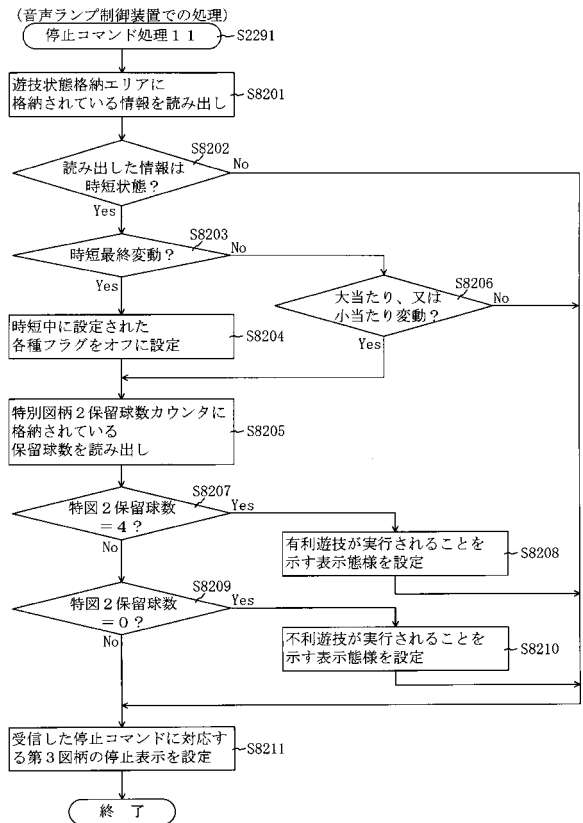 (音声ランプ制御装置での処理)
停止コマンド処理11
S2291
遊技状態格納エリアに
格納されている情報を読み出し
S8201
S8202
読み出した情報は
時短状態?
No
Yes
S8203
時短最終変動?
No
Yes
S8206
大当たり、又は
小当たり変動?
No
Yes
時短中に設定された
各種フラグをオフに設定
S8204
特別図柄2保留球数カウンタに
格納されている
保留球数を読み出し
S8205
S8207
特図2保留球数
=4?
Yes
No
有利遊技が実行されることを
示す表示態様を設定
S8208
S8209
特図2保留球数
=0?
Yes
No
不利遊技が実行されることを
示す表示態様を設定
S8210
受信した停止コマンドに対応す
る第3図柄の停止表示を設定
S8211
終 了